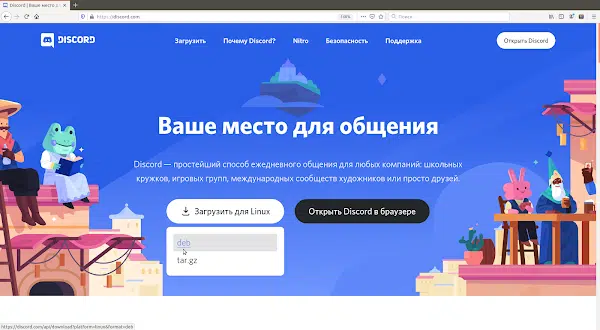 Discord | Ваше место о
https://discord.com
110%
Поиск
DISCORD
Загрузить
Почему Discord?
Nitro
Безопасность
Поддержка
Открыть Discord
Ваше место для общения
Discord — простейший способ ежедневного общения для любых компаний: школьных
кружков, игровых групп, международных сообществ художников или просто друзей.
Загрузить для Linux
Открыть Discord в браузере
deb
tar.gz
https://discord.com/api/download?platform=linux&format=deb